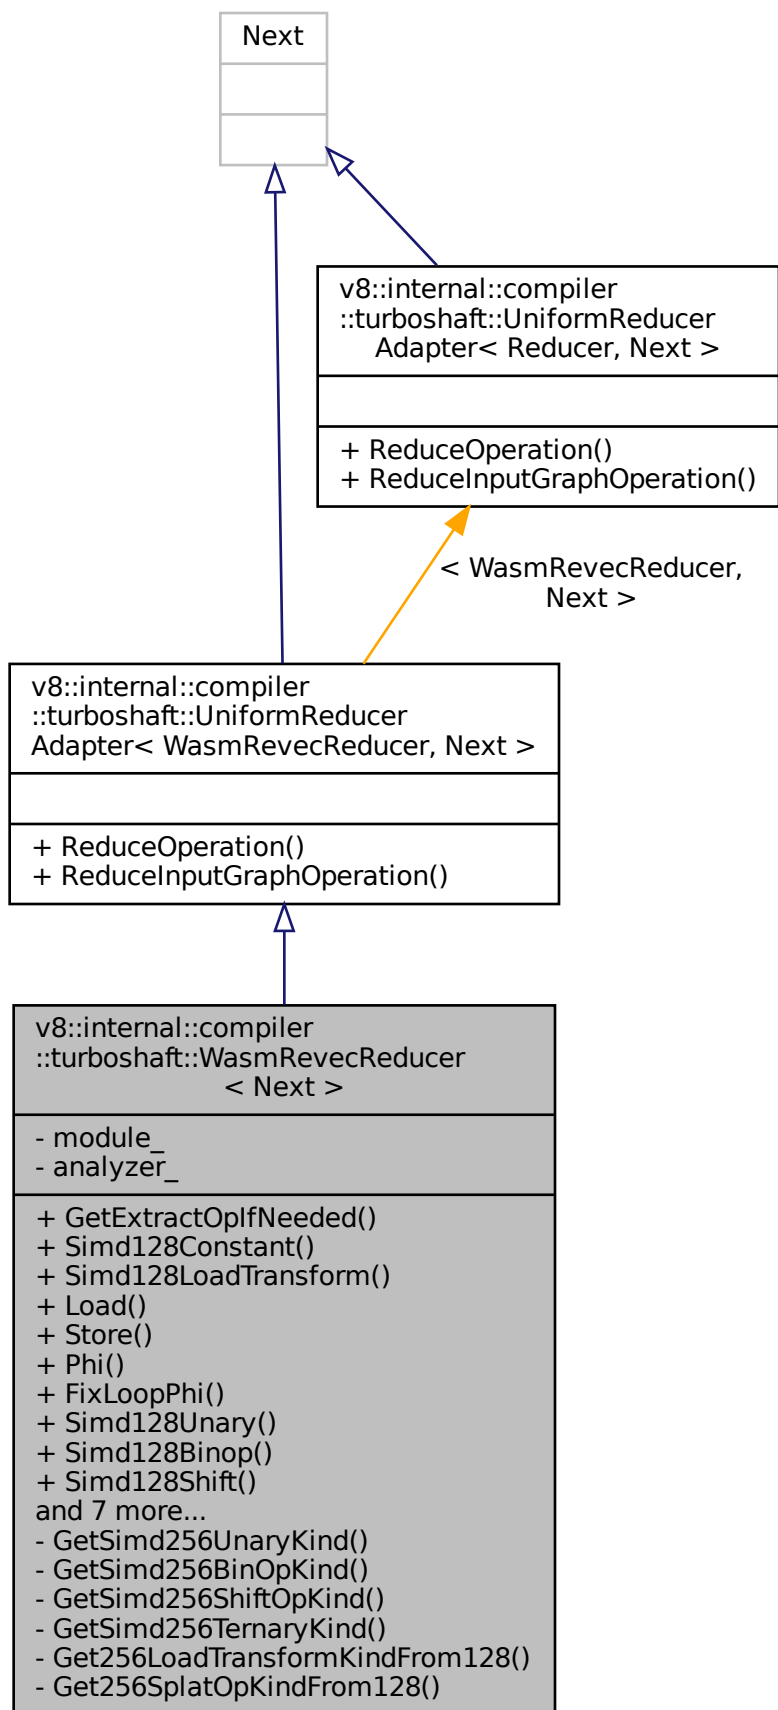 Next
v8::internal::compiler
::turboshaft::UniformReducer
Adapter< Reducer, Next >
+ ReduceOperation()
+ ReduceInputGraphOperation()
< WasmRevecReducer,
Next >
v8::internal::compiler
::turboshaft::UniformReducer
Adapter< WasmRevecReducer, Next >
+ ReduceOperation()
+ ReduceInputGraphOperation()
v8::internal::compiler
::turboshaft::WasmRevecReducer
< Next >
- module_
- analyzer_
+ GetExtractOpIfNeeded()
+ Simd128Constant()
+ Simd128LoadTransform()
+ Load()
+ Store()
+ Phi()
+ FixLoopPhi()
+ Simd128Unary()
+ Simd128Binop()
+ Simd128Shift()
and 7 more...
- GetSimd256UnaryKind()
- GetSimd256BinOpKind()
- GetSimd256ShiftOpKind()
- GetSimd256TernaryKind()
- Get256LoadTransformKindFrom128()
- Get256SplatOpKindFrom128()